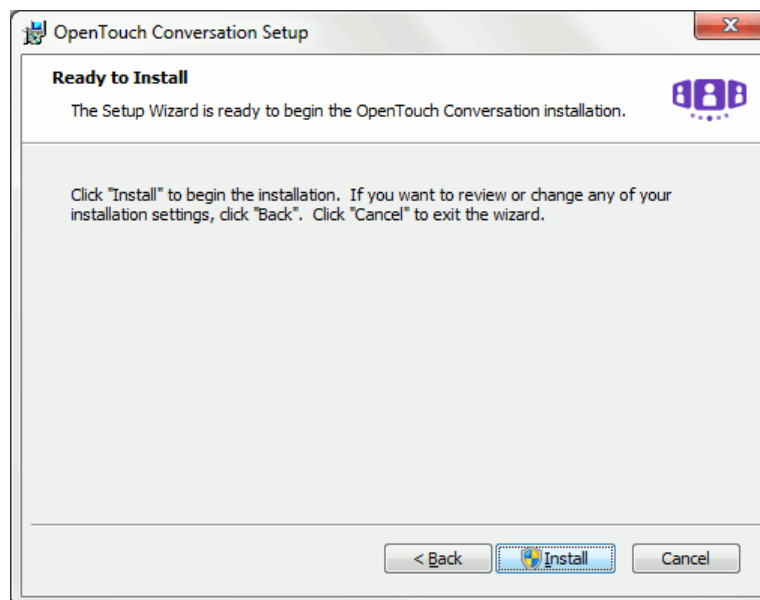 OpenTouch Conversation Setup
Ready to Install
The Setup Wizard is ready to begin the OpenTouch Conversation installation.
Click "Install" to begin the installation.  If you want to review or change any of your
installation settings, click "Back".  Click "Cancel" to exit the wizard.
< Back
Install
Cancel